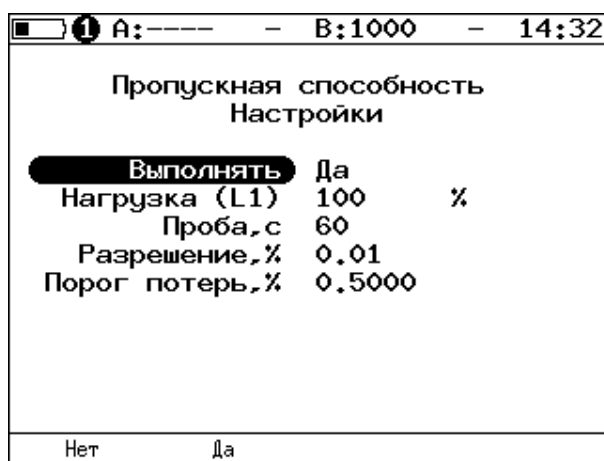 1 A:---- - B:1000 - 14:32
Пропускная способность
Настройки
Выполнять Да
Нагрузка (L1) 100 %
Проба,с 60
Разрешение,% 0.01
Порог потерь,% 0.5000
Нет Да